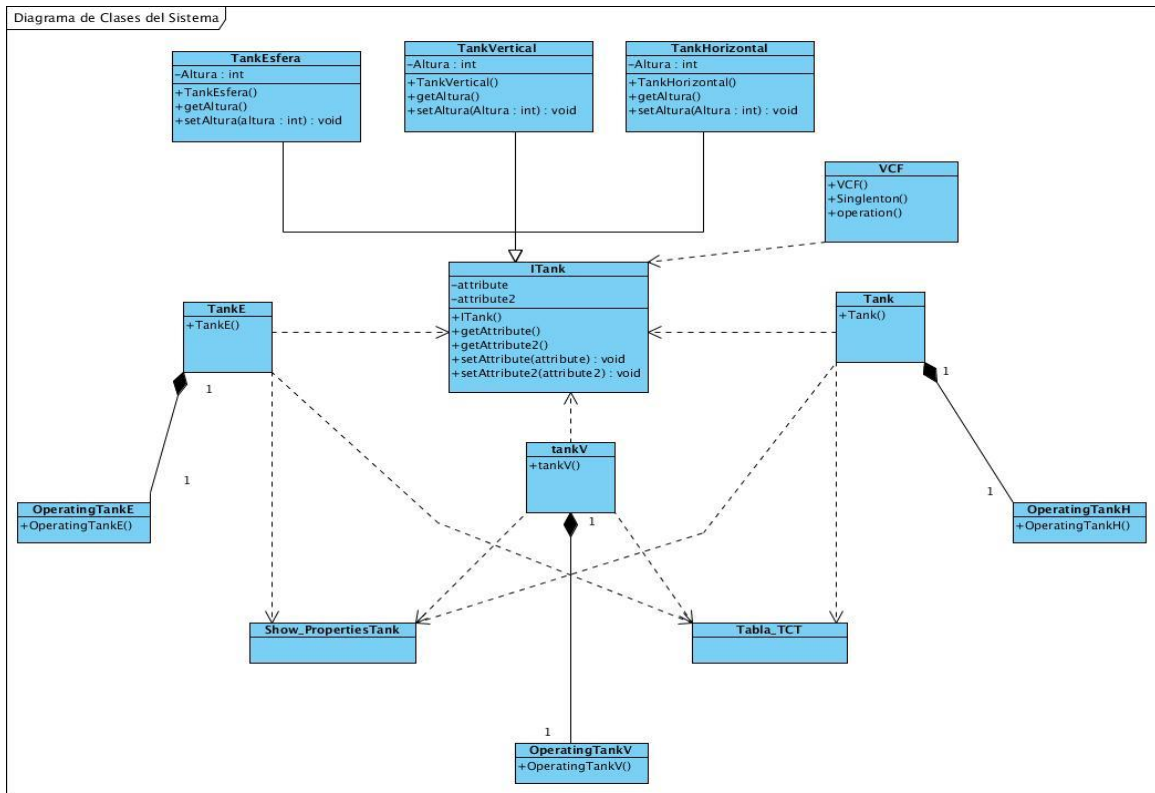 Diagrama de Clases del Sistema
TankEsfera
-Altura : int
+TankEsfera()
+getAltura()
+setAltura(altura : int) : void
TankVertical
-Altura : int
+TankVertical()
+getAltura()
+setAltura(Altura : int) : void
TankHorizontal
-Altura : int
+TankHorizontal()
+getAltura()
+setAltura(Altura : int) : void
VCF
+VCF()
+Singlenton()
+operation()
ITank
-attribute
-attribute2
+ITank()
+getAttribute()
+getAttribute2()
+setAttribute(attribute) : void
+setAttribute2(attribute2) : void
TankE
+TankE()
Tank
+Tank()
1
1
tankV
+tankV()
1
1
1
OperatingTankE
+OperatingTankE()
OperatingTankH
+OperatingTankH()
Show_PropertiesTank
Tabla_TCT
1
OperatingTankV
+OperatingTankV()